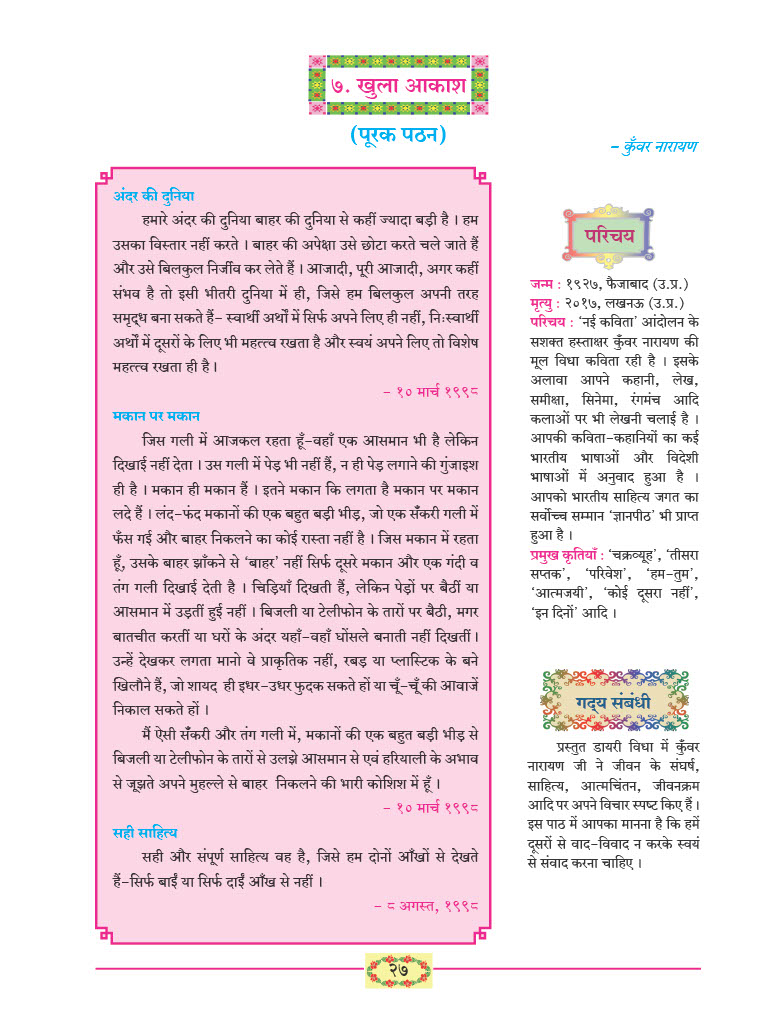 ७. खुला आकाश
(पूरक पठन)
– कुँवर नारायण
अंदर की दुनिया
हमारे अंदर की दुनिया बाहर की दुनिया से कहीं ज्यादा बड़ी है । हम
उसका विस्तार नहीं करते । बाहर की अपेक्षा उसे छोटा करते चले जाते हैं
और उसे बिलकुल निर्जीव कर लेते हैं । आजादी, पूरी आजादी, अगर कहीं
संभव है तो इसी भीतरी दुनिया में ही, जिसे हम बिलकुल अपनी तरह
समृद्ध बना सकते हैं– स्वार्थी अर्थों में सिर्फ अपने लिए ही नहीं, निःस्वार्थी
अर्थों में दूसरों के लिए भी महत्त्व रखता है और स्वयं अपने लिए तो विशेष
महत्त्व रखता ही है ।
– १० मार्च १९९८
मकान पर मकान
जिस गली में आजकल रहता हूँ–वहाँ एक आसमान भी है लेकिन
दिखाई नहीं देता । उस गली में पेड़ भी नहीं हैं, न ही पेड़ लगाने की गुंजाइश
ही है । मकान ही मकान हैं । इतने मकान कि लगता है मकान पर मकान
लदे हैं । लंद–फंद मकानों की एक बहुत बड़ी भीड़, जो एक सँकरी गली में
फँस गई और बाहर निकलने का कोई रास्ता नहीं है । जिस मकान में रहता
हूँ, उसके बाहर झाँकने से ‘बाहर’ नहीं सिर्फ दूसरे मकान और एक गंदी व
तंग गली दिखाई देती है । चिड़ियाँ दिखती हैं, लेकिन पेड़ों पर बैठीं या
आसमान में उड़तीं हुई नहीं । बिजली या टेलीफोन के तारों पर बैठी, मगर
बातचीत करतीं या घरों के अंदर यहाँ–वहाँ घोंसले बनाती नहीं दिखतीं ।
उन्हें देखकर लगता मानो वे प्राकृतिक नहीं, रबड़ या प्लास्टिक के बने
खिलौने हैं, जो शायद ही इधर–उधर फुदक सकते हों या चूँ–चूँ की आवाजें
निकाल सकते हों ।
मैं ऐसी सँकरी और तंग गली में, मकानों की एक बहुत बड़ी भीड़ से
बिजली या टेलीफोन के तारों से उलझे आसमान से एवं हरियाली के अभाव
से जूझते अपने मुहल्ले से बाहर निकलने की भारी कोशिश में हूँ ।
– १० मार्च १९९८
सही साहित्य
सही और संपूर्ण साहित्य वह है, जिसे हम दोनों आँखों से देखते
हैं–सिर्फ बाईं या सिर्फ दाईं आँख से नहीं ।
– ८ अगस्त, १९९८
परिचय
जन्म : १९२७, फैजाबाद (उ.प्र.)
मृत्यु : २०१७, लखनऊ (उ.प्र.)
परिचय : ‘नई कविता’ आंदोलन के
सशक्त हस्ताक्षर कुँवर नारायण की
मूल विधा कविता रही है । इसके
अलावा आपने कहानी, लेख,
समीक्षा, सिनेमा, रंगमंच आदि
कलाओं पर भी लेखनी चलाई है ।
आपकी कविता–कहानियों का कई
भारतीय भाषाओं और विदेशी
भाषाओं में अनुवाद हुआ है ।
आपको भारतीय साहित्य जगत का
सर्वोच्च सम्मान ‘ज्ञानपीठ’ भी प्राप्त
हुआ है ।
प्रमुख कृतियाँ : ‘चक्रव्यूह’, ‘तीसरा
सप्तक’, ‘परिवेश’, ‘हम–तुम’,
‘आत्मजयी’, ‘कोई दूसरा नहीं’,
‘इन दिनों’ आदि ।
गद्य संबंधी
प्रस्तुत डायरी विधा में कुँवर
नारायण जी ने जीवन के संघर्ष,
साहित्य, आत्मचिंतन, जीवनक्रम
आदि पर अपने विचार स्पष्ट किए हैं ।
इस पाठ में आपका मानना है कि हमें
दूसरों से वाद–विवाद न करके स्वयं
से संवाद करना चाहिए ।
२७